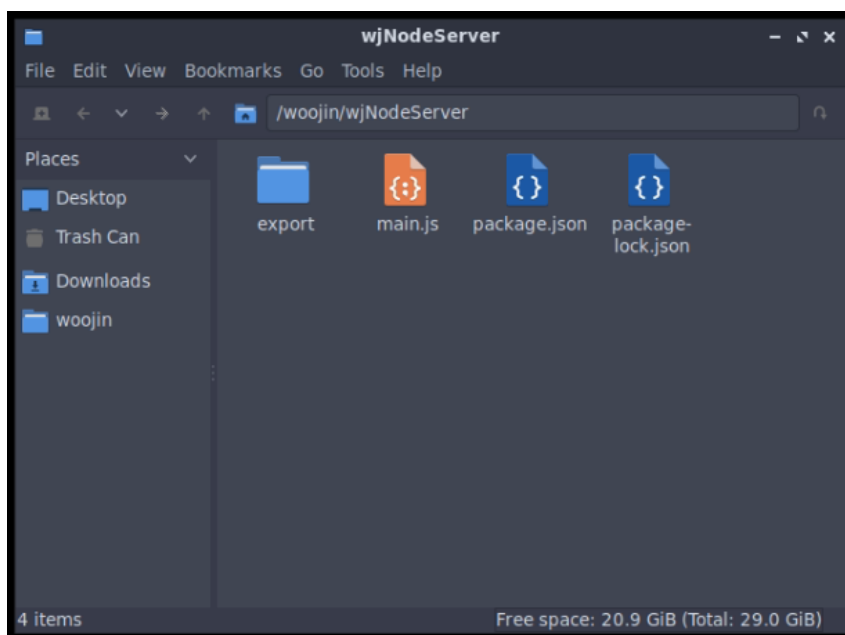 wjNodeServer
File Edit View Bookmarks Go Tools Help
/woojin/wjNodeServer
Places
Desktop
Trash Can
Downloads
woojin
export
main.js
package.json
package-
lock.json
4 items
Free space: 20.9 GiB (Total: 29.0 GiB)